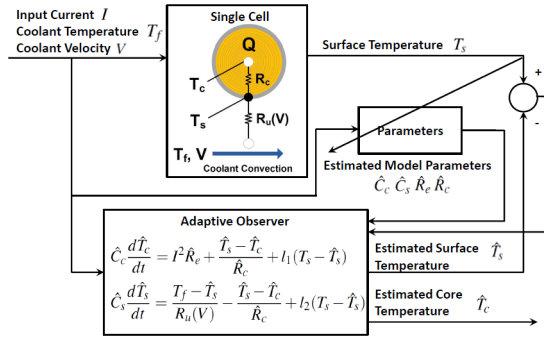 Input Current I
Coolant Temperature T_f
Coolant Velocity V
Single Cell
Q
T_c
R_c
T_s
R_u(V)
T_f, V
Coolant Convection
Surface Temperature T_s
+
-
Parameters
Estimated Model Parameters
Ĉ_c Ĉ_s R̂_e R̂_c
Adaptive Observer
Ĉ_c dT̂_c/dt = I²R̂_e + (T̂_s − T̂_c)/R̂_c + l₁(T_s − T̂_s)
Ĉ_s dT̂_s/dt = (T_f − T̂_s)/R_u(V) − (T̂_s − T̂_c)/R̂_c + l₂(T_s − T̂_s)
Estimated Surface T̂_s
Temperature
Estimated Core T̂_c
Temperature